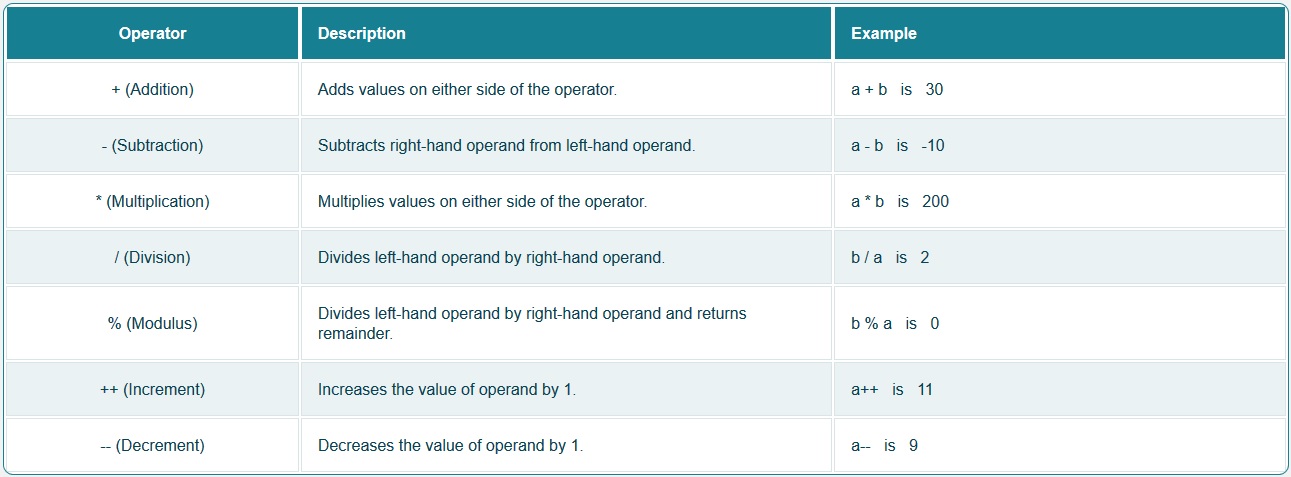 Operator Description Example
+ (Addition) Adds values on either side of the operator. a + b is 30
- (Subtraction) Subtracts right-hand operand from left-hand operand. a - b is -10
* (Multiplication) Multiplies values on either side of the operator. a * b is 200
/ (Division) Divides left-hand operand by right-hand operand. b / a is 2
% (Modulus) Divides left-hand operand by right-hand operand and returns
remainder. b % a is 0
++ (Increment) Increases the value of operand by 1. a++ is 11
-- (Decrement) Decreases the value of operand by 1. a-- is 9